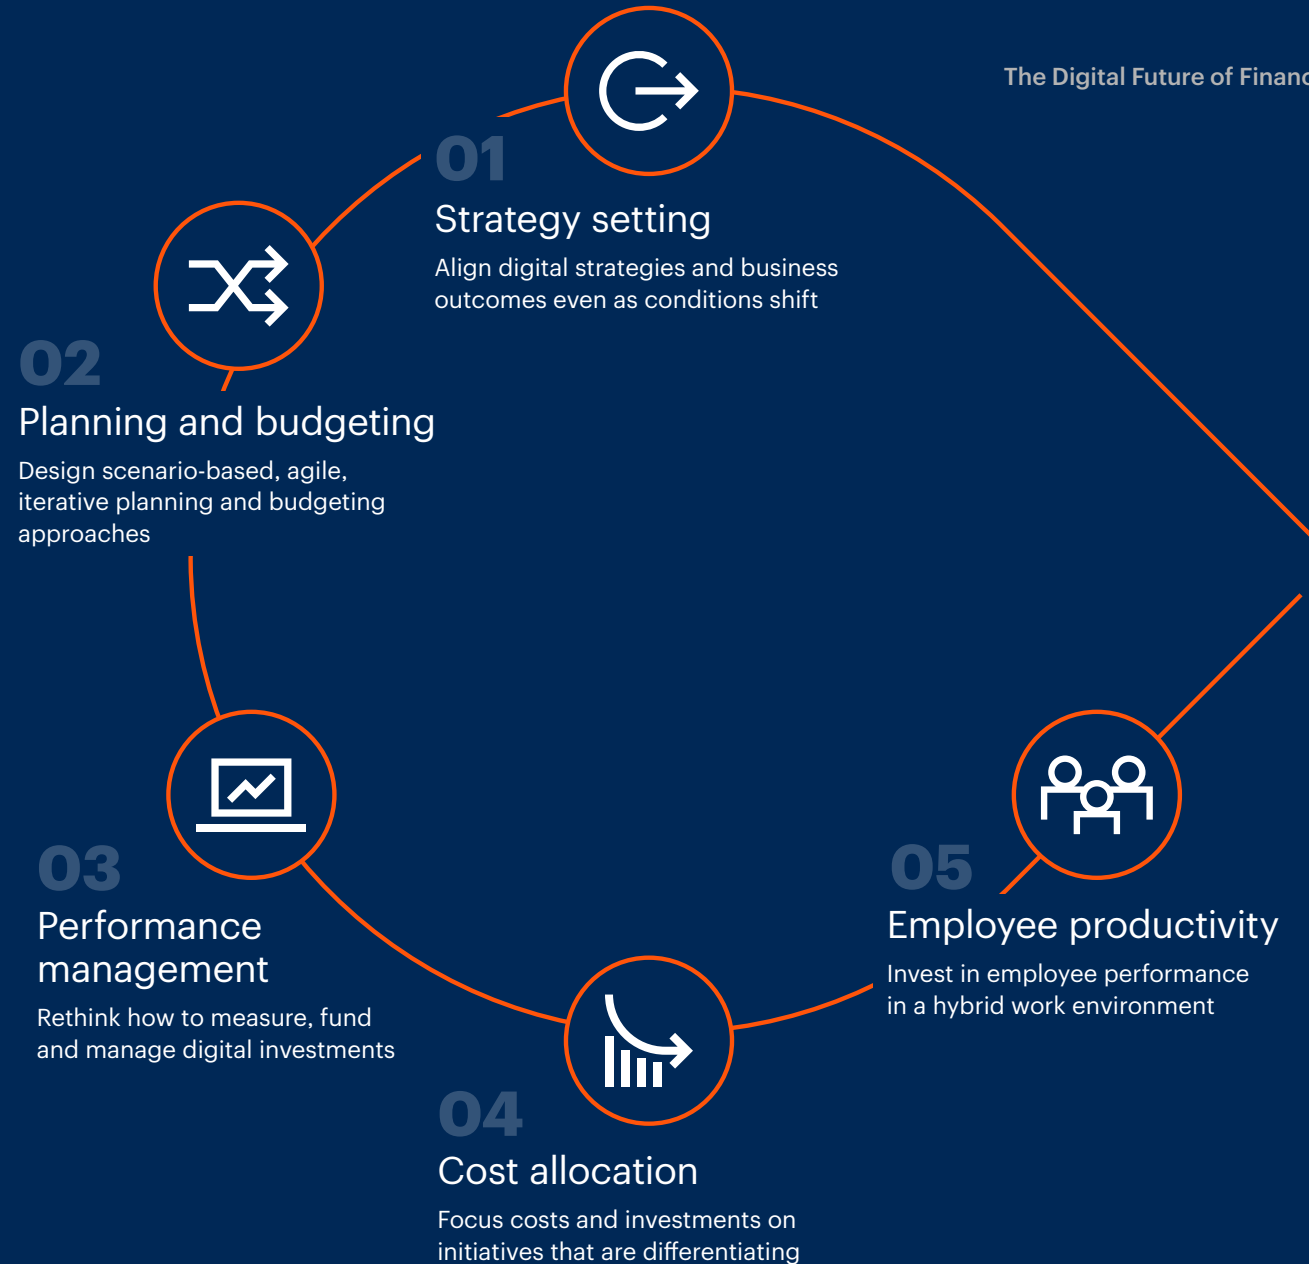 The Digital Future of Financ
01
Strategy setting
Align digital strategies and business
outcomes even as conditions shift
02
Planning and budgeting
Design scenario-based, agile,
iterative planning and budgeting
approaches
03
Performance
management
Rethink how to measure, fund
and manage digital investments
04
Cost allocation
Focus costs and investments on
initiatives that are differentiating
05
Employee productivity
Invest in employee performance
in a hybrid work environment